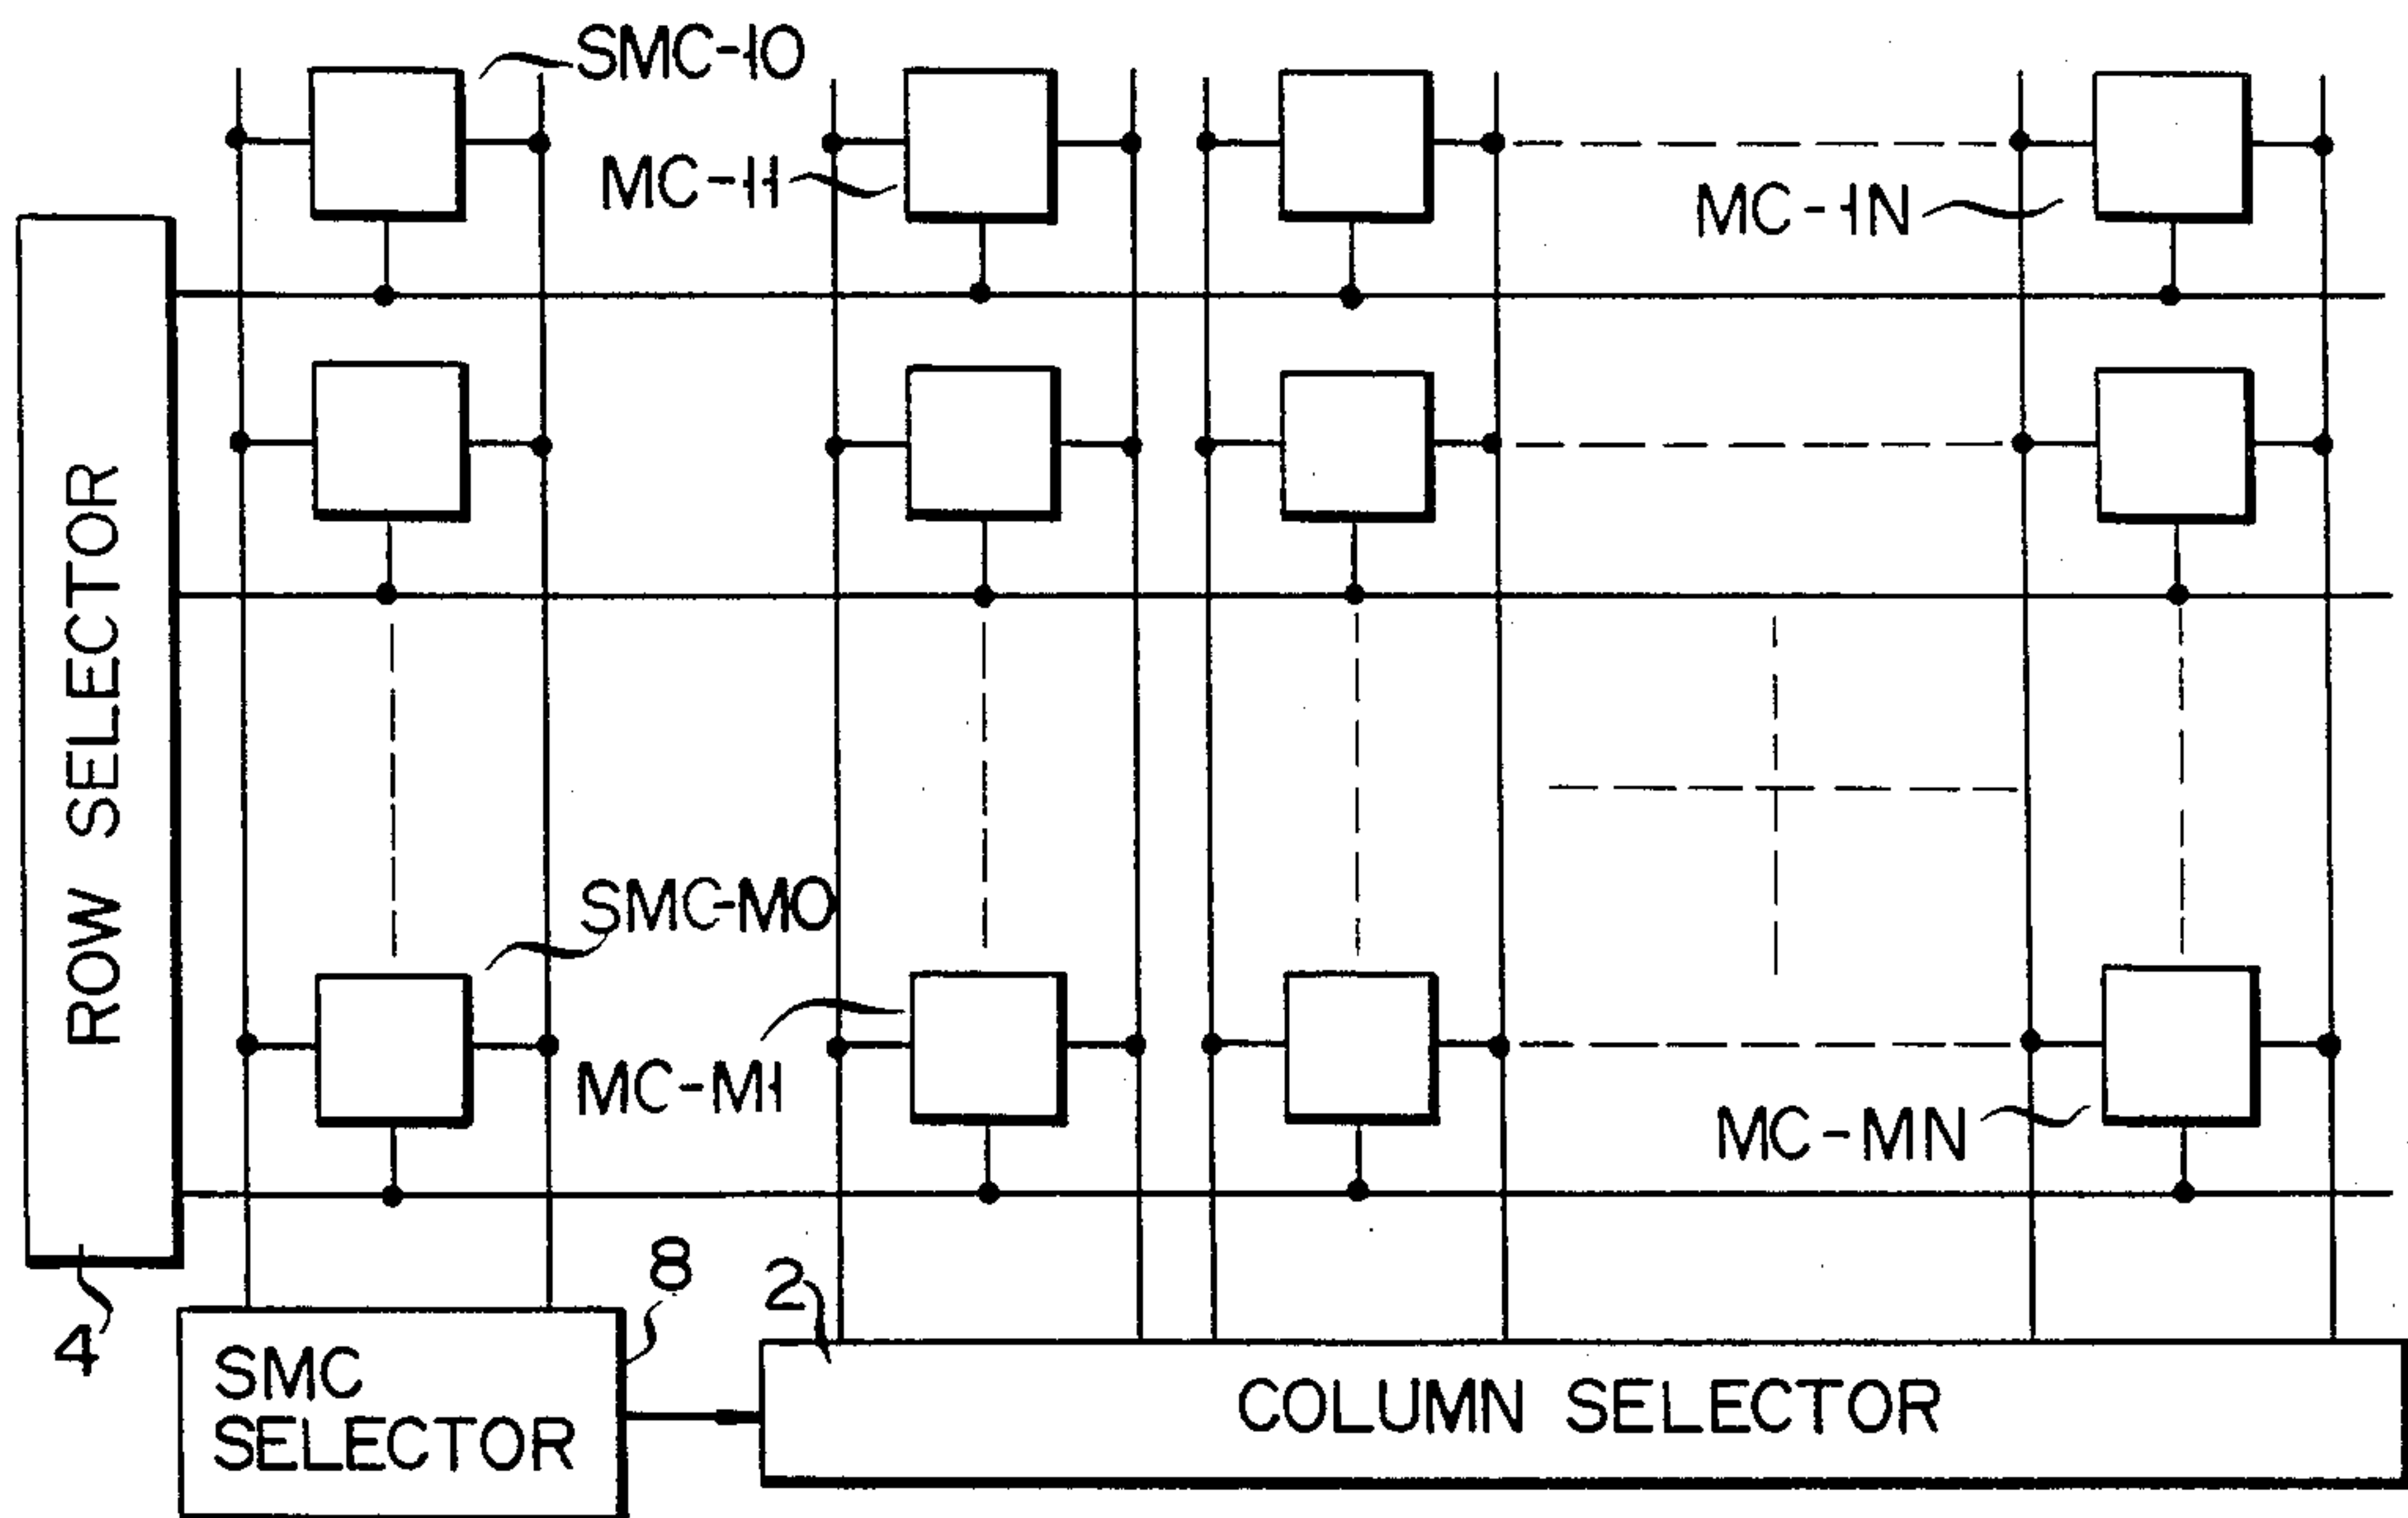 SMC-10
MC-11
MC-1N
ROW SELECTOR
SMC-M0
MC-M1
MC-MN
4
8
2
SMC
SELECTOR
COLUMN SELECTOR